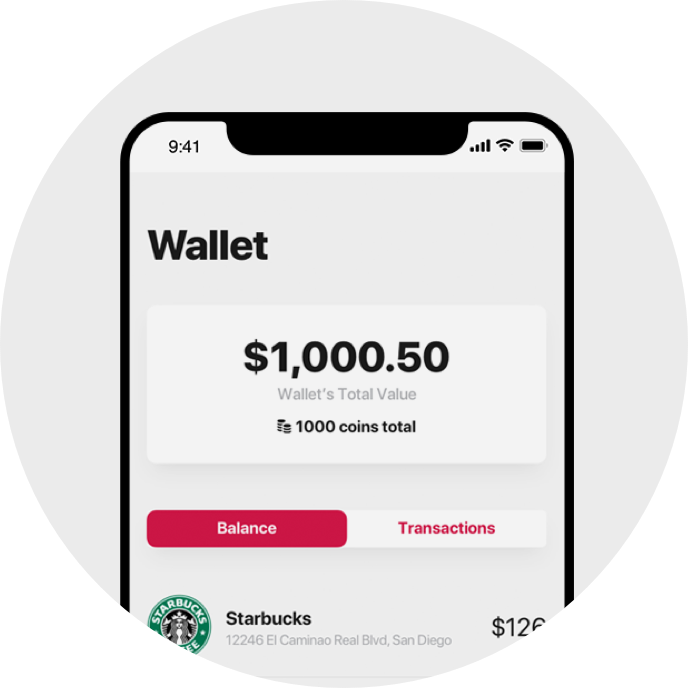 9:41
Wallet
$1,000.50
Wallet's Total Value
1000 coins total
Balance
Transactions
STARBUCKS
Starbucks
12246 El Caminao Real Blvd, San Diego
$126